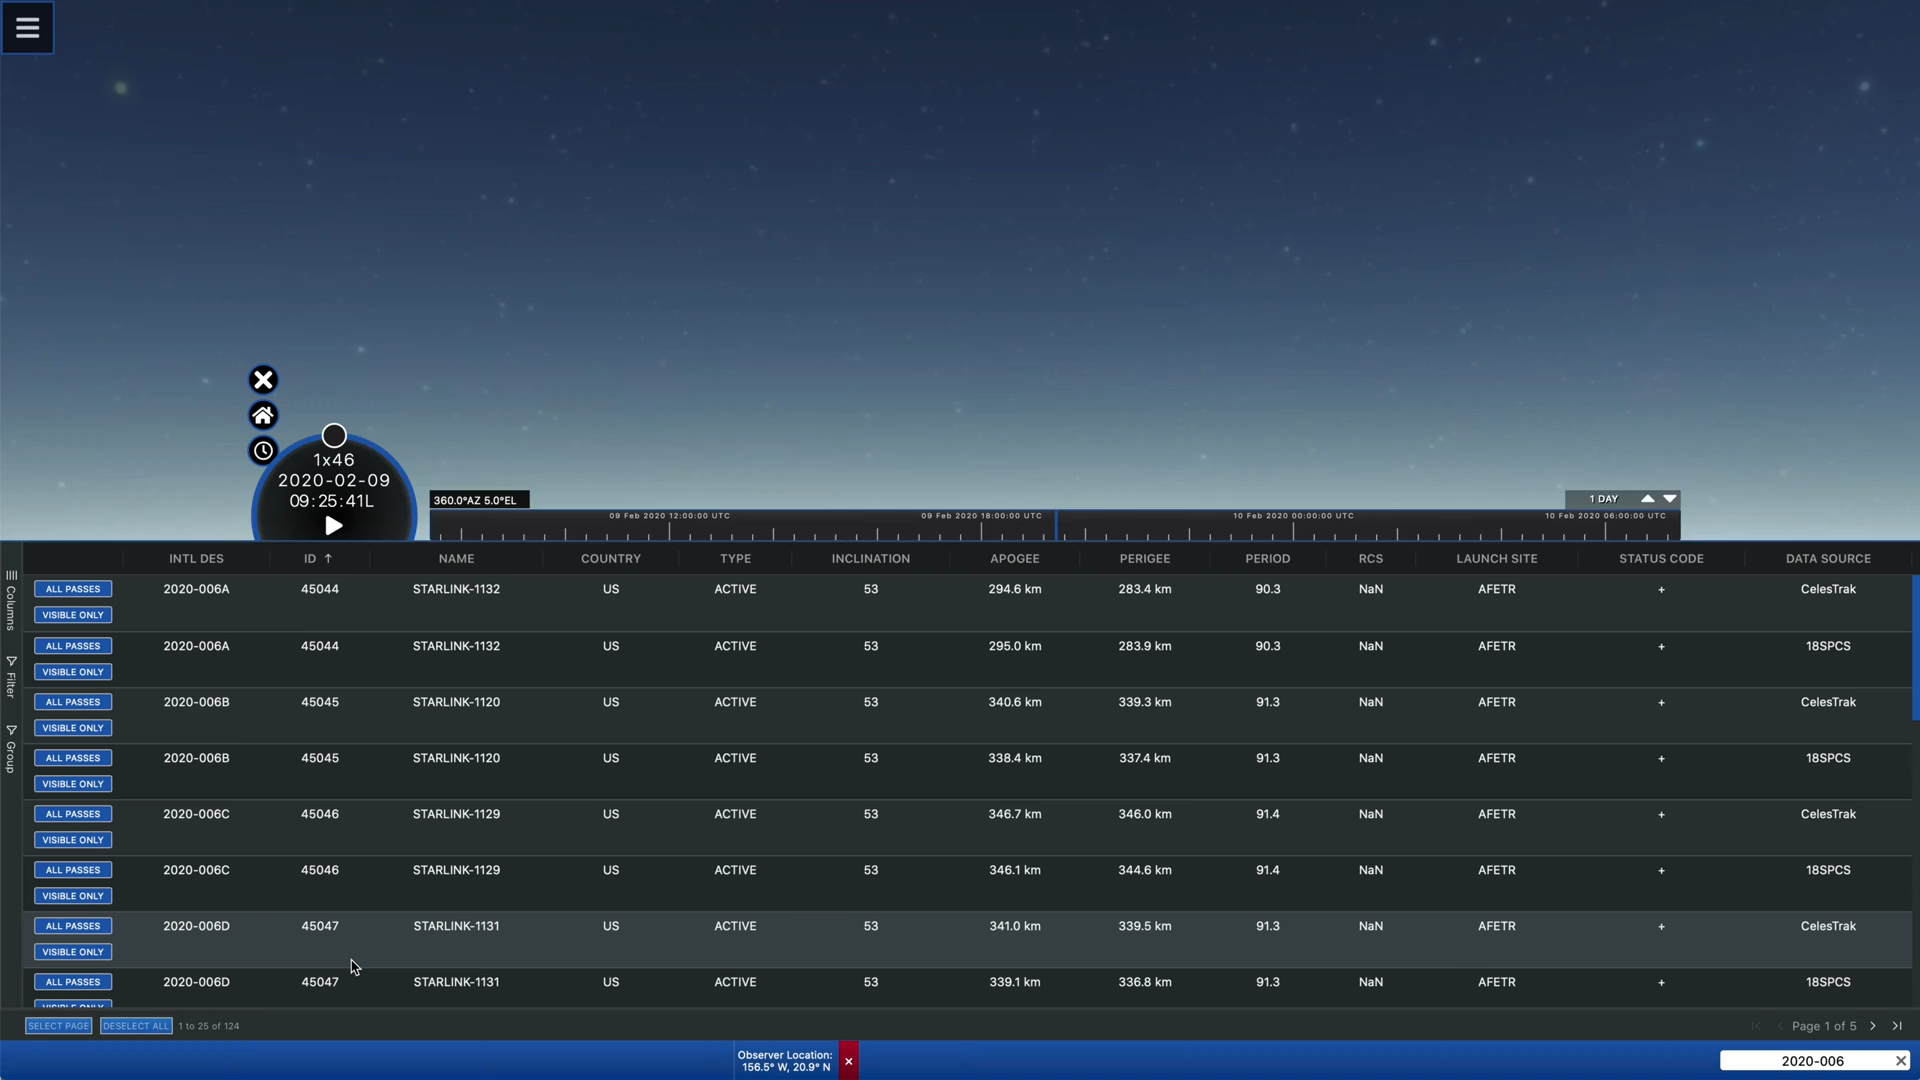 1x46
2020-02-09
09:25:41L
360.0°AZ 5.0°EL
1 DAY
09 Feb 2020 12:00:00 UTC
09 Feb 2020 18:00:00 UTC
10 Feb 2020 00:00:00 UTC
10 Feb 2020 06:00:00 UTC
Columns
Filter
Group
INTL DES ID ↑ NAME COUNTRY TYPE INCLINATION APOGEE PERIGEE PERIOD RCS LAUNCH SITE STATUS CODE DATA SOURCE
ALL PASSES 2020-006A 45044 STARLINK-1132 US ACTIVE 53 294.6 km 283.4 km 90.3 NaN AFETR + CelesTrak
VISIBLE ONLY
ALL PASSES 2020-006A 45044 STARLINK-1132 US ACTIVE 53 295.0 km 283.9 km 90.3 NaN AFETR + 18SPCS
VISIBLE ONLY
ALL PASSES 2020-006B 45045 STARLINK-1120 US ACTIVE 53 340.6 km 339.3 km 91.3 NaN AFETR + CelesTrak
VISIBLE ONLY
ALL PASSES 2020-006B 45045 STARLINK-1120 US ACTIVE 53 338.4 km 337.4 km 91.3 NaN AFETR + 18SPCS
VISIBLE ONLY
ALL PASSES 2020-006C 45046 STARLINK-1129 US ACTIVE 53 346.7 km 346.0 km 91.4 NaN AFETR + CelesTrak
VISIBLE ONLY
ALL PASSES 2020-006C 45046 STARLINK-1129 US ACTIVE 53 346.1 km 344.6 km 91.4 NaN AFETR + 18SPCS
VISIBLE ONLY
ALL PASSES 2020-006D 45047 STARLINK-1131 US ACTIVE 53 341.0 km 339.5 km 91.3 NaN AFETR + CelesTrak
VISIBLE ONLY
ALL PASSES 2020-006D 45047 STARLINK-1131 US ACTIVE 53 339.1 km 336.8 km 91.3 NaN AFETR + 18SPCS
VISIBLE ONLY
SELECT PAGE DESELECT ALL 1 to 25 of 124 Page 1 of 5
Observer Location:
156.5° W, 20.9° N
2020-006